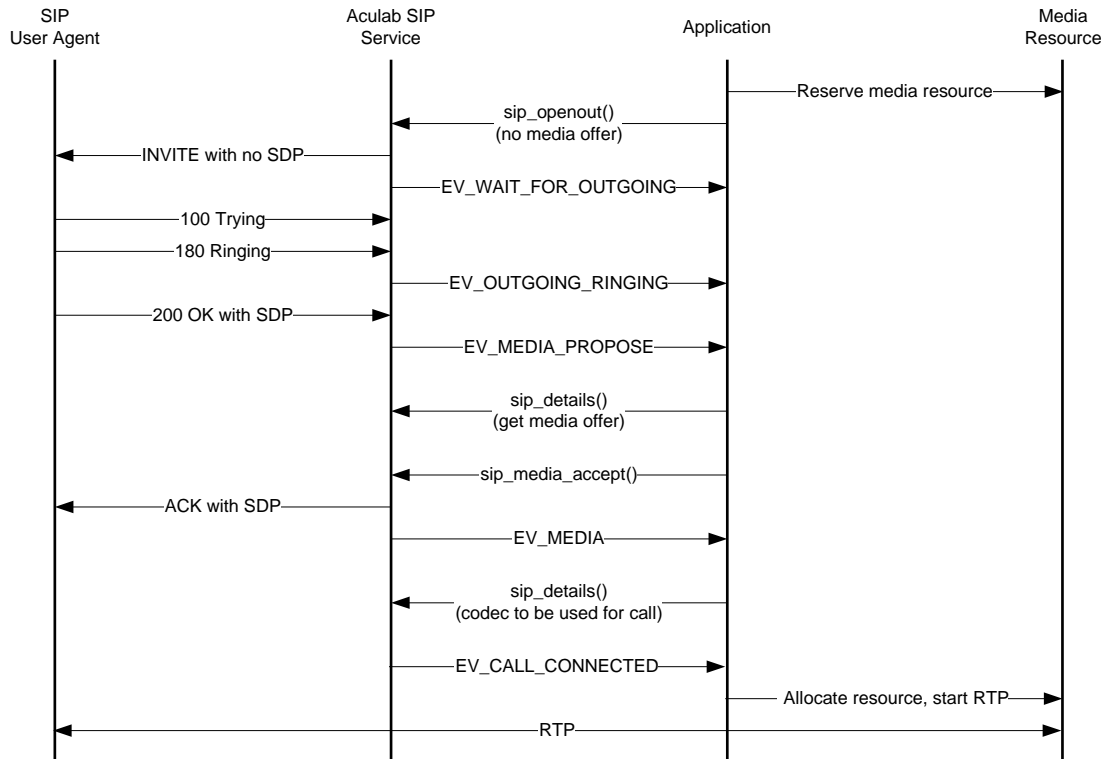 SIP
User Agent
Aculab SIP
Service
Application
Media
Resource
Reserve media resource
sip_openout()
(no media offer)
INVITE with no SDP
EV_WAIT_FOR_OUTGOING
100 Trying
180 Ringing
EV_OUTGOING_RINGING
200 OK with SDP
EV_MEDIA_PROPOSE
sip_details()
(get media offer)
sip_media_accept()
ACK with SDP
EV_MEDIA
sip_details()
(codec to be used for call)
EV_CALL_CONNECTED
Allocate resource, start RTP
RTP